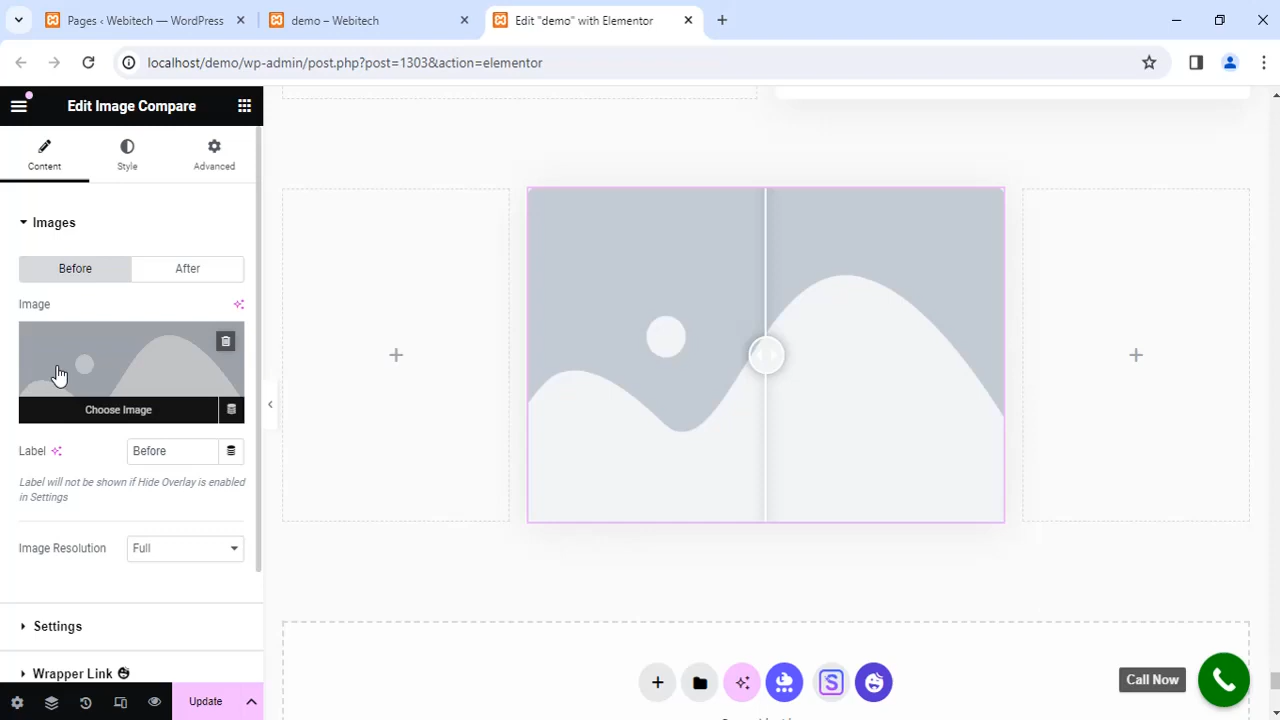 Pages < Webitech — WordPress
demo – Webitech
Edit "demo" with Elementor
localhost/demo/wp-admin/post.php?post=1303&action=elementor
Edit Image Compare
Content
Style
Advanced
Images
Before
After
Image
Choose Image
Label
Before
Label will not be shown if Hide Overlay is enabled
in Settings
Image Resolution
Full
Settings
Wrapper Link
Update
S
Call Now